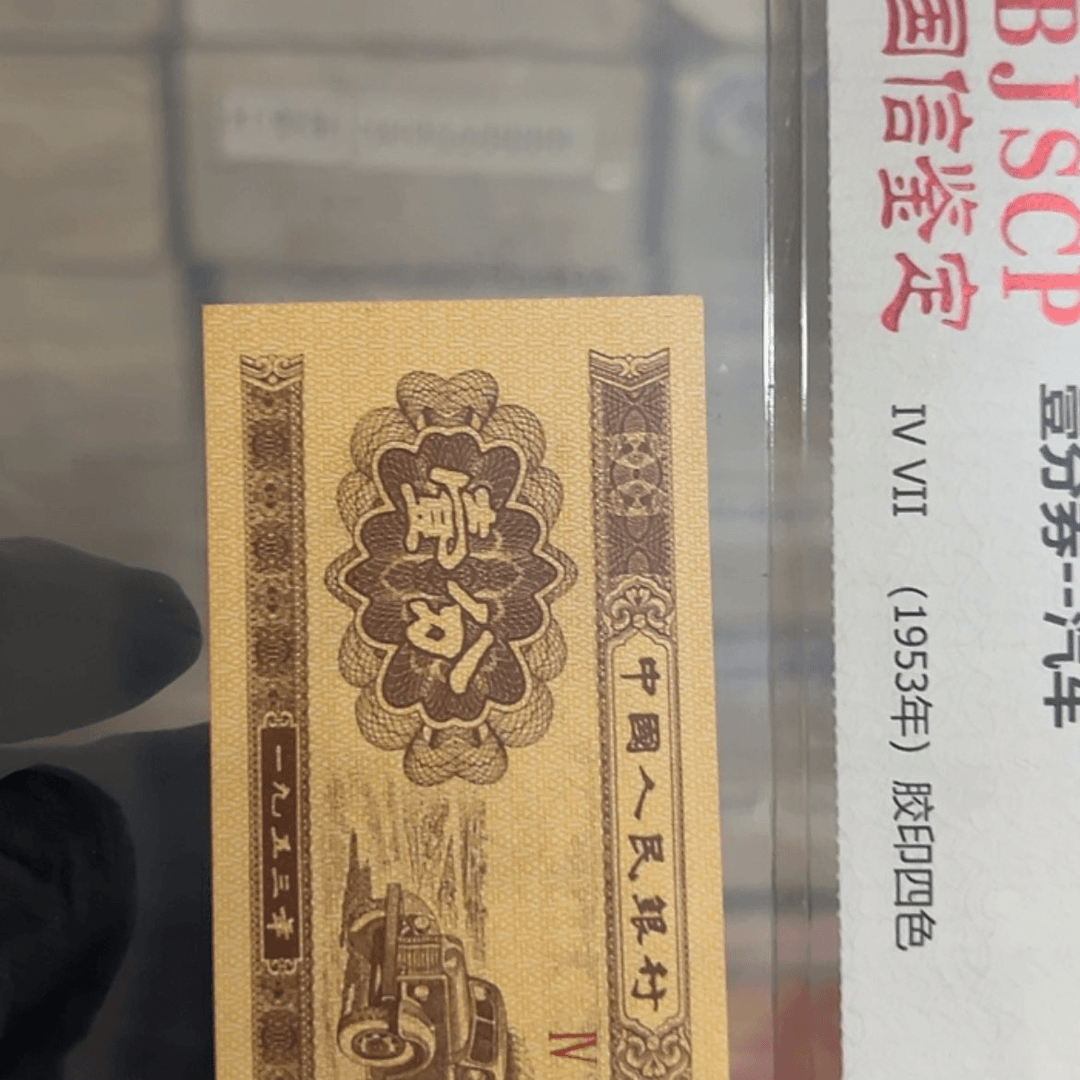 BJSCP
国信鉴定
壹分券--汽车
IV VII (1953年) 胶印四色
中國人民銀行
壹分
一九五三年
IV